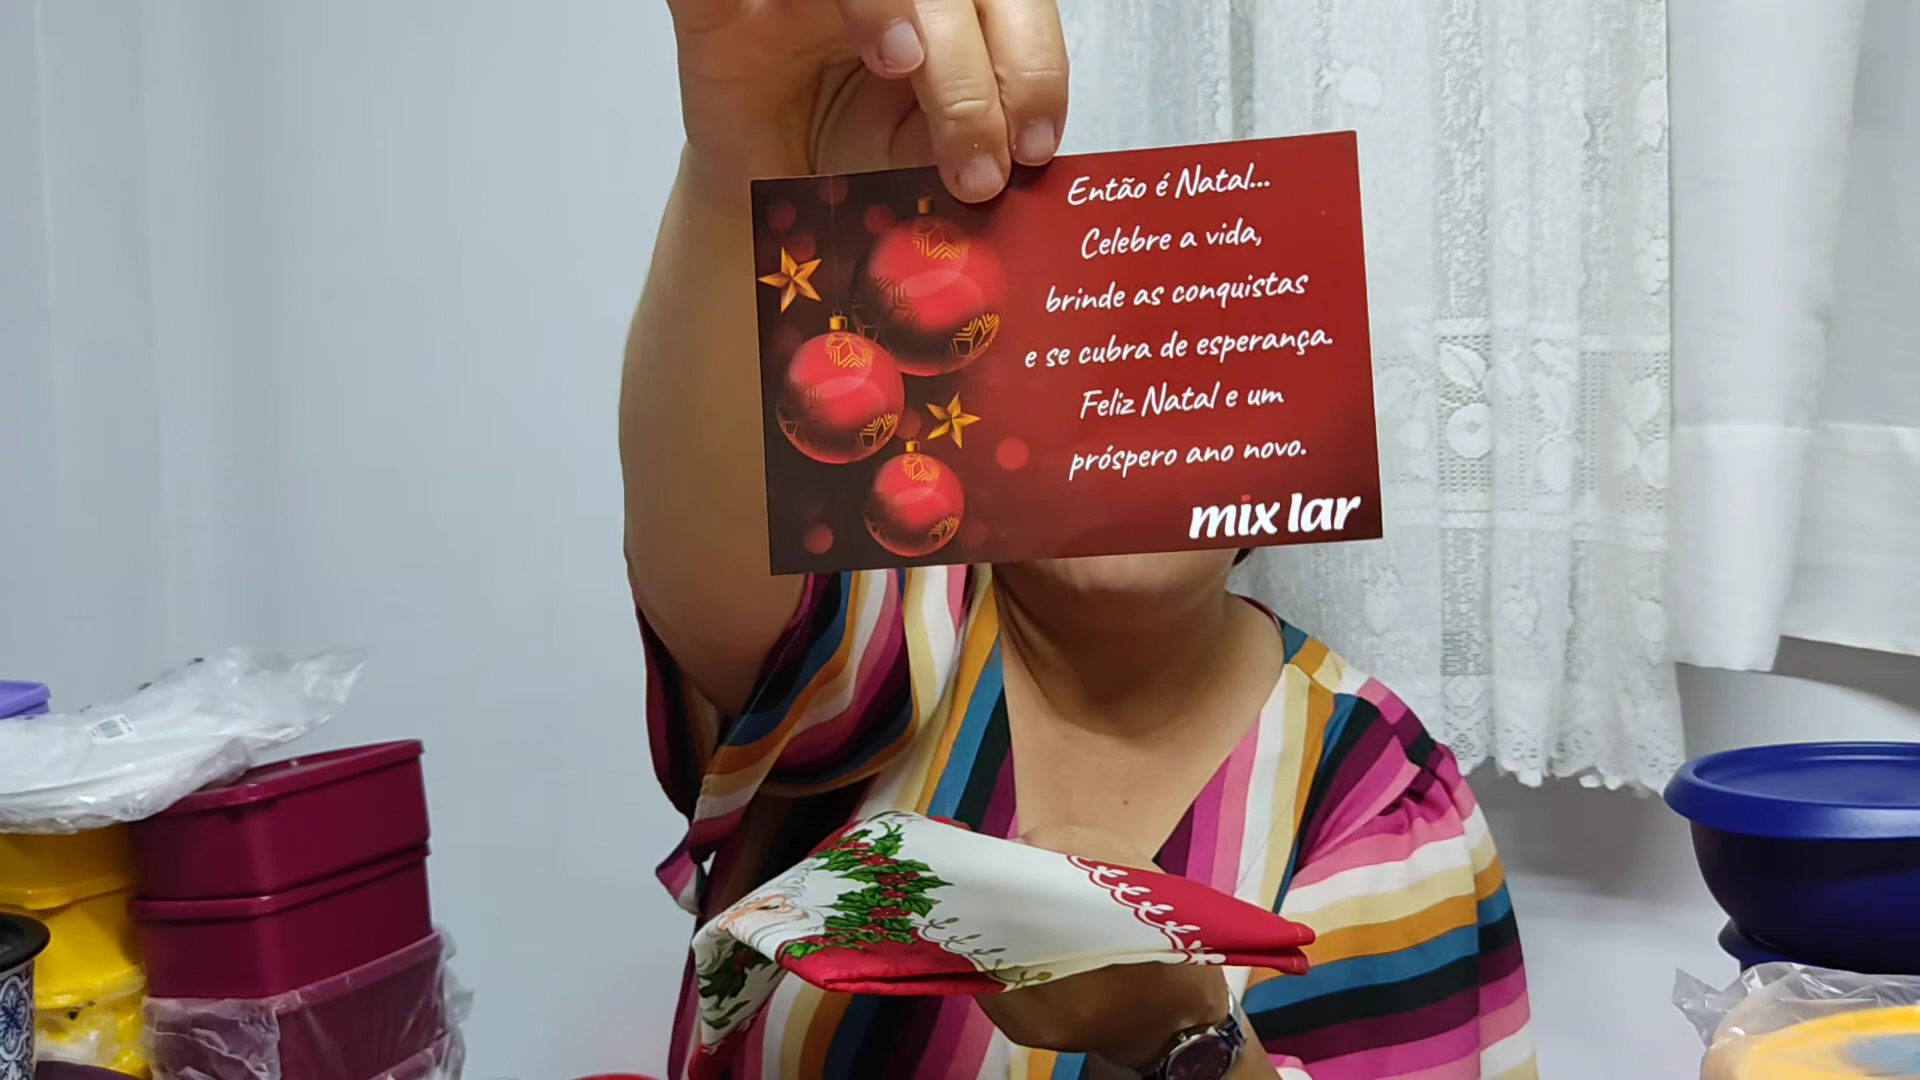 Então é Natal...
Celebre a vida,
brinde as conquistas
e se cubra de esperança.
Feliz Natal e um
próspero ano novo.
mix lar